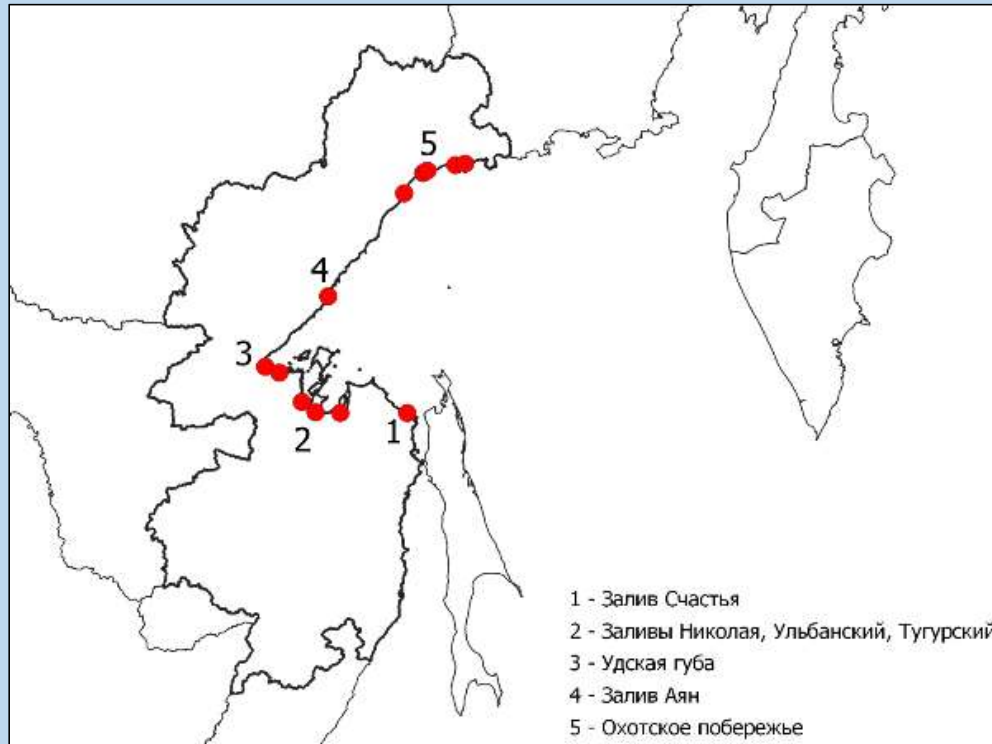 5
4
3
2
1
1 - Залив Счастья
2 - Заливы Николая, Ульбанский, Тугурский
3 - Удская губа
4 - Залив Аян
5 - Охотское побережье